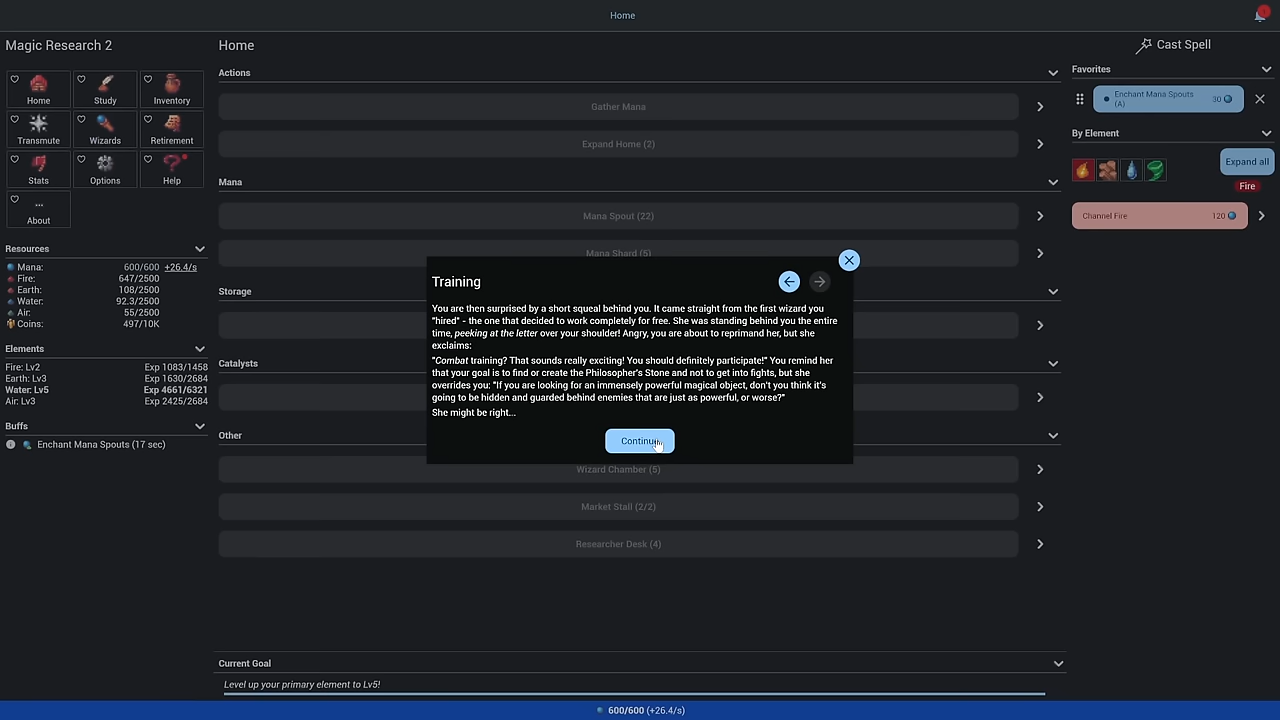 Home
Magic Research 2
Home
Study
Inventory
Transmute
Wizards
Retirement
Stats
Options
Help
About
Resources
Mana: 600/600 +26.4/s
Fire: 647/2500
Earth: 108/2500
Water: 92.3/2500
Air: 55/2500
Coins: 497/10K
Elements
Fire: Lv2 Exp 1083/1458
Earth: Lv3 Exp 1630/2684
Water: Lv5 Exp 4661/6321
Air: Lv3 Exp 2425/2684
Buffs
Enchant Mana Spouts (17 sec)
Home
Actions
Gather Mana
Expand Home (2)
Mana
Mana Spout (22)
Mana Shard (5)
Storage
Catalysts
Other
Wizard Chamber (5)
Market Stall (2/2)
Researcher Desk (4)
Training
You are then surprised by a short squeal behind you. It came straight from the first wizard you
"hired" - the one that decided to work completely for free. She was standing behind you the entire
time, peeking at the letter over your shoulder! Angry, you are about to reprimand her, but she
exclaims:
"Combat training? That sounds really exciting! You should definitely participate!" You remind her
that your goal is to find or create the Philosopher's Stone and not to get into fights, but she
overrides you: "If you are looking for an immensely powerful magical object, don't you think it's
going to be hidden and guarded behind enemies that are just as powerful, or worse?"
She might be right...
Continue
Current Goal
Level up your primary element to Lv5!
Cast Spell
Favorites
Enchant Mana Spouts
(A)
30
By Element
Expand all
Fire
Channel Fire 120
600/600 (+26.4/s)